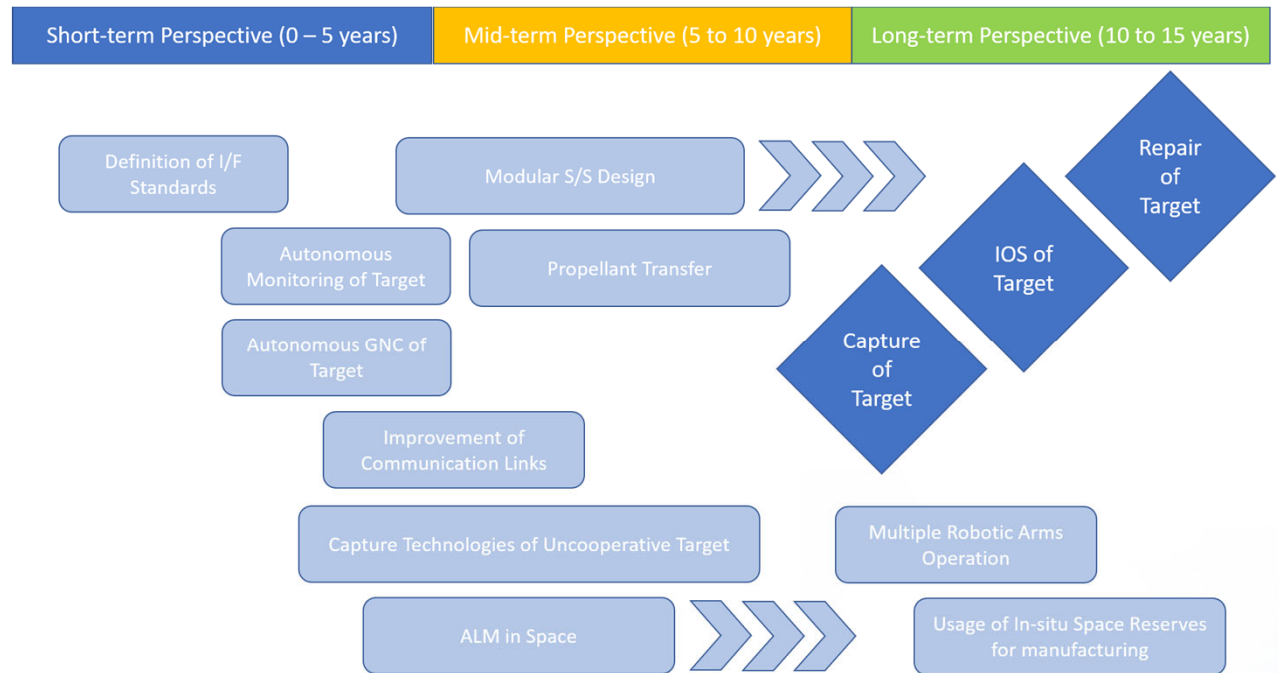 Short-term Perspective (0 – 5 years)
Mid-term Perspective (5 to 10 years)
Long-term Perspective (10 to 15 years)
Definition of I/F
Standards
Modular S/S Design
Repair
of
Target
Autonomous
Monitoring of Target
Propellant Transfer
IOS of
Target
Autonomous GNC of
Target
Capture
of
Target
Improvement of
Communication Links
Capture Technologies of Uncooperative Target
Multiple Robotic Arms
Operation
ALM in Space
Usage of In-situ Space Reserves
for manufacturing